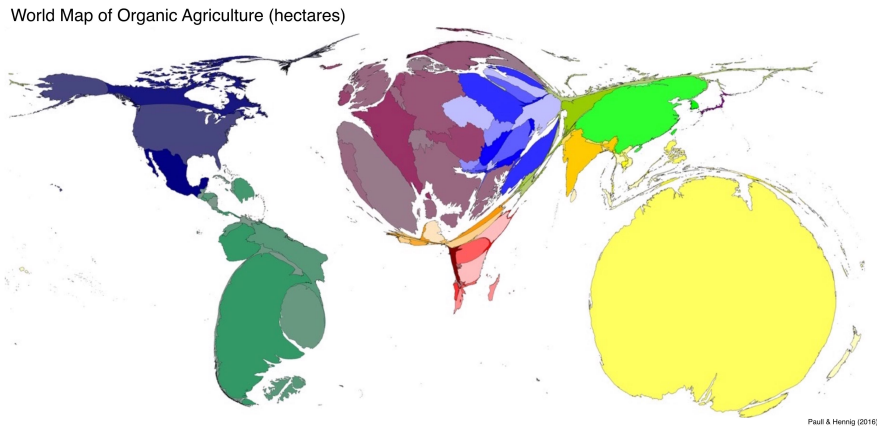 World Map of Organic Agriculture (hectares)
Paull & Hennig (2016)